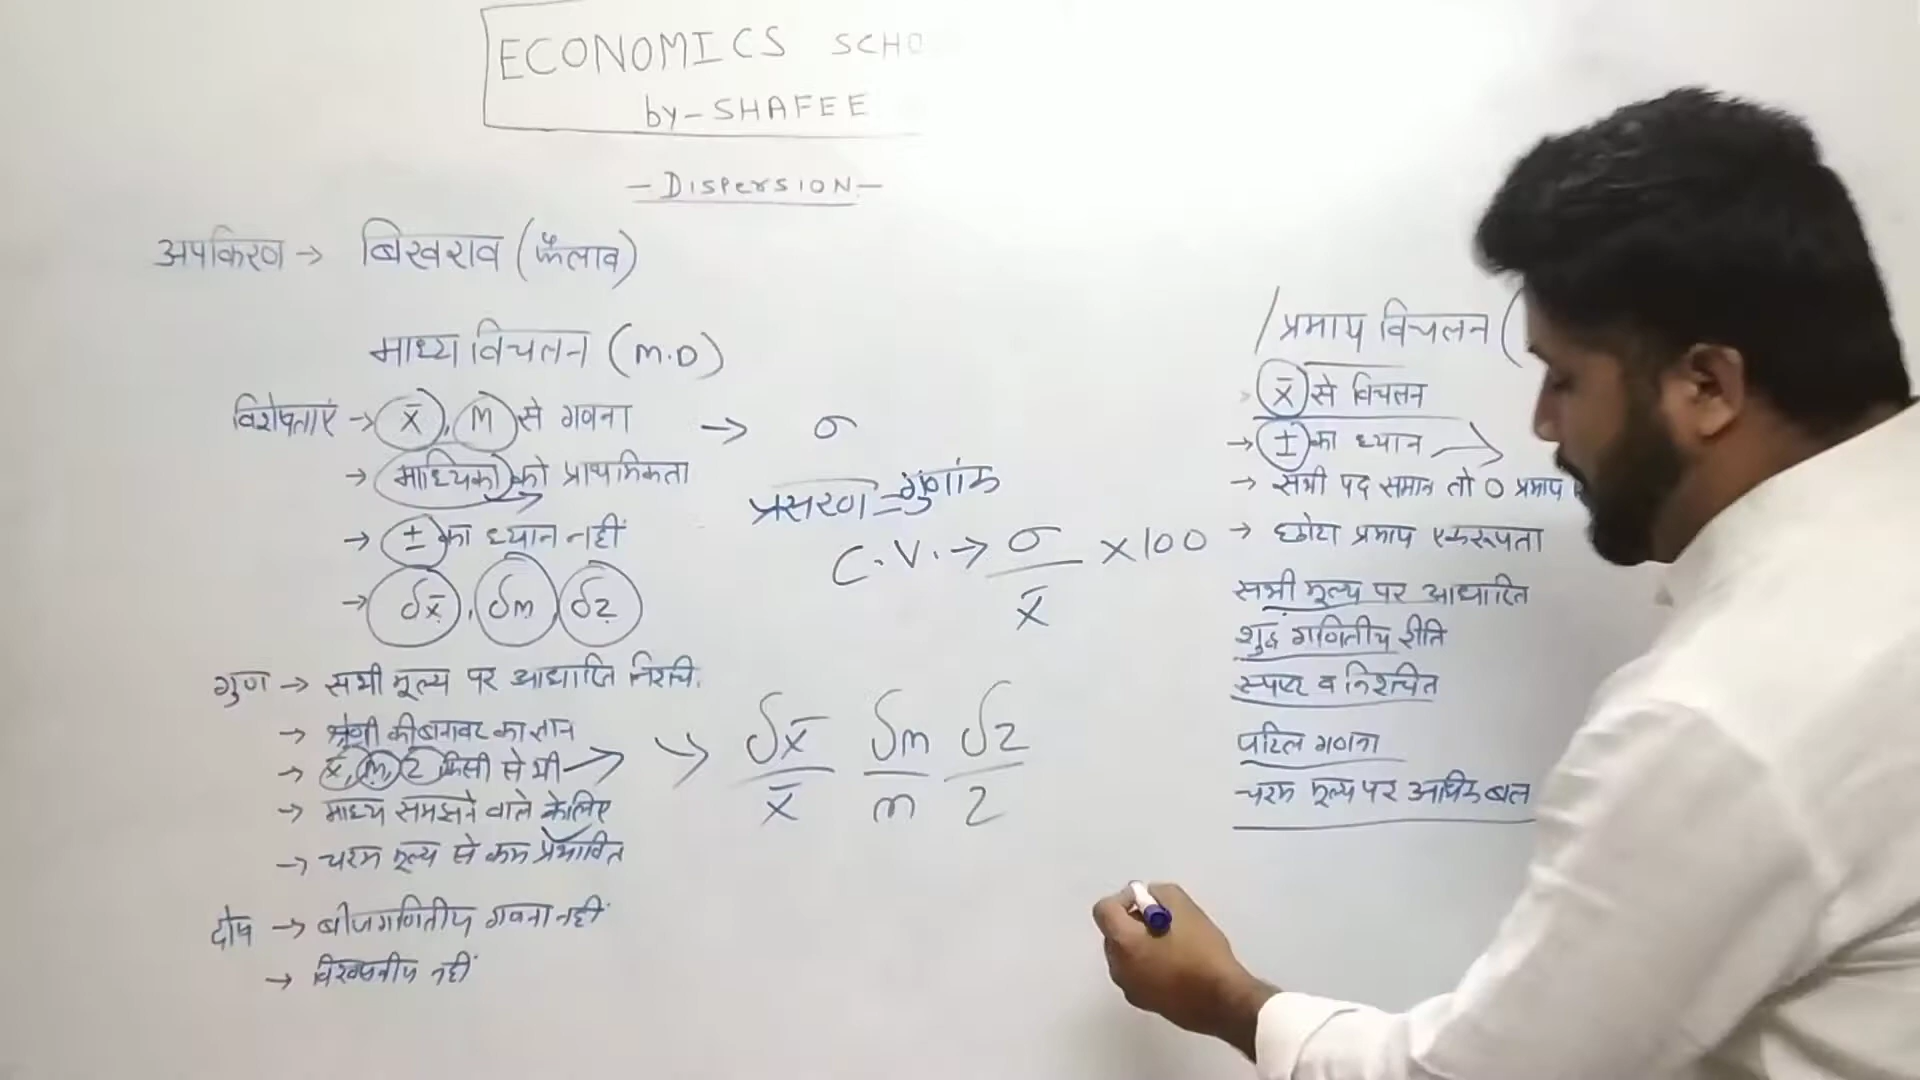 ECONOMICS SCHO
by-SHAFEE
- DISPERSION -
अपकिरण → बिखराव (फैलाव)
माध्य विचलन (M.D)
विशेषताएं → x̄, M से गणना
→ माध्यिका को प्राथमिकता
→ ± का ध्यान नहीं
→ δx̄, δm, δz
गुण → सभी मूल्य पर आधारित निश्चि.
→ श्रेणी की बनावट का ज्ञान
→ x̄, m, z किसी से भी →
→ माध्य समझने वाले के लिए
→ चरम मूल्य से कम प्रभावित
दोष → बीजगणितीय गणना नहीं
→ विश्वसनीय नहीं
→ σ
प्रसरण - गुणांक
C.V. → σ/x̄ ×100
→ δx̄/x̄ δm/m δz/z
प्रमाप विचलन (
x̄ से विचलन
→ ± का ध्यान →
→ सभी पद समान तो 0 प्रमाप
→ छोटा प्रमाप एकरूपता
सभी मूल्य पर आधारित
शुद्ध गणितीय रीति
स्पष्ट व निश्चित
जटिल गणना
चरम मूल्य पर अधिक बल